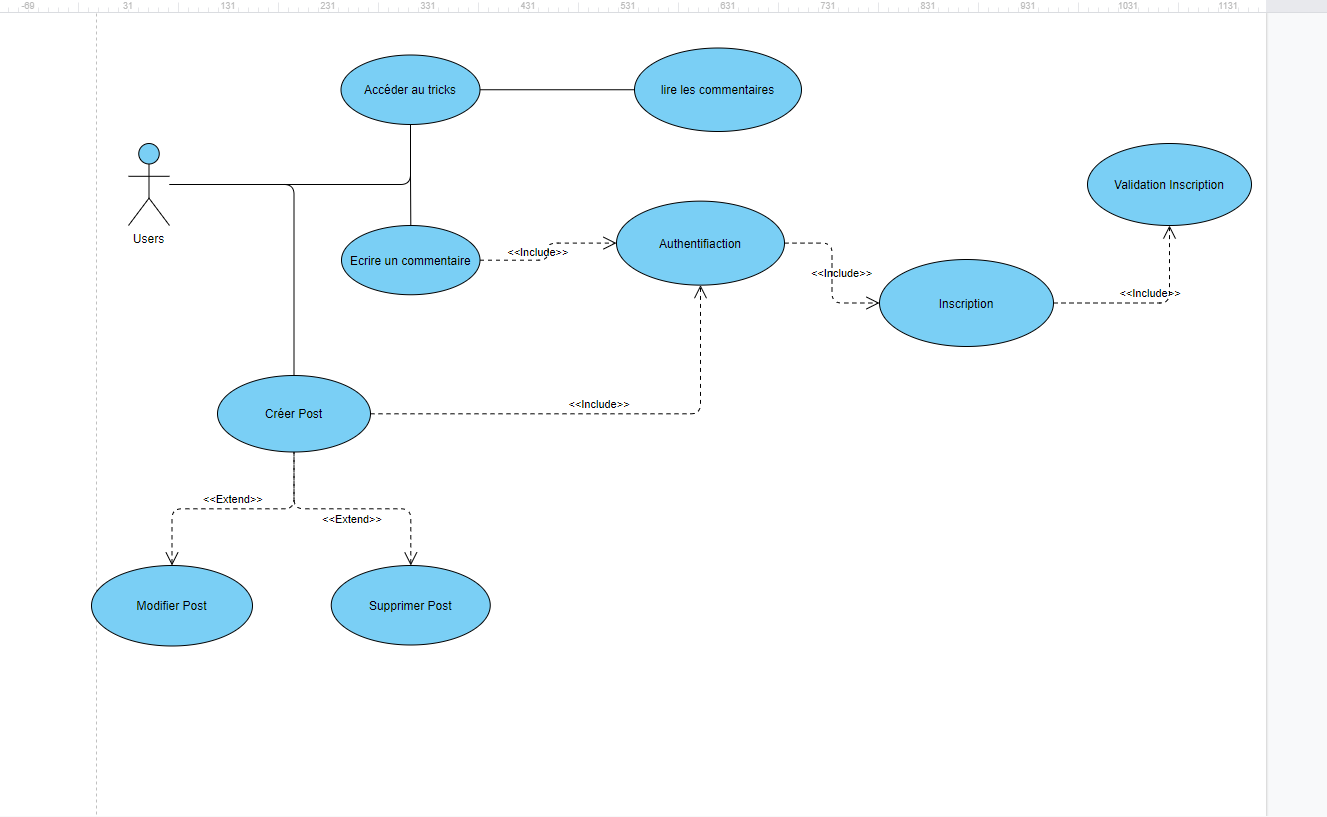 -69 31 131 231 331 431 531 631 731 831 931 1031 1131
Accéder au tricks
lire les commentaires
Users
Validation Inscription
Ecrire un commentaire
<<Include>>
Authentifiaction
<<Include>>
Inscription
<<Include>>
Créer Post
<<Include>>
<<Extend>>
<<Extend>>
Modifier Post
Supprimer Post